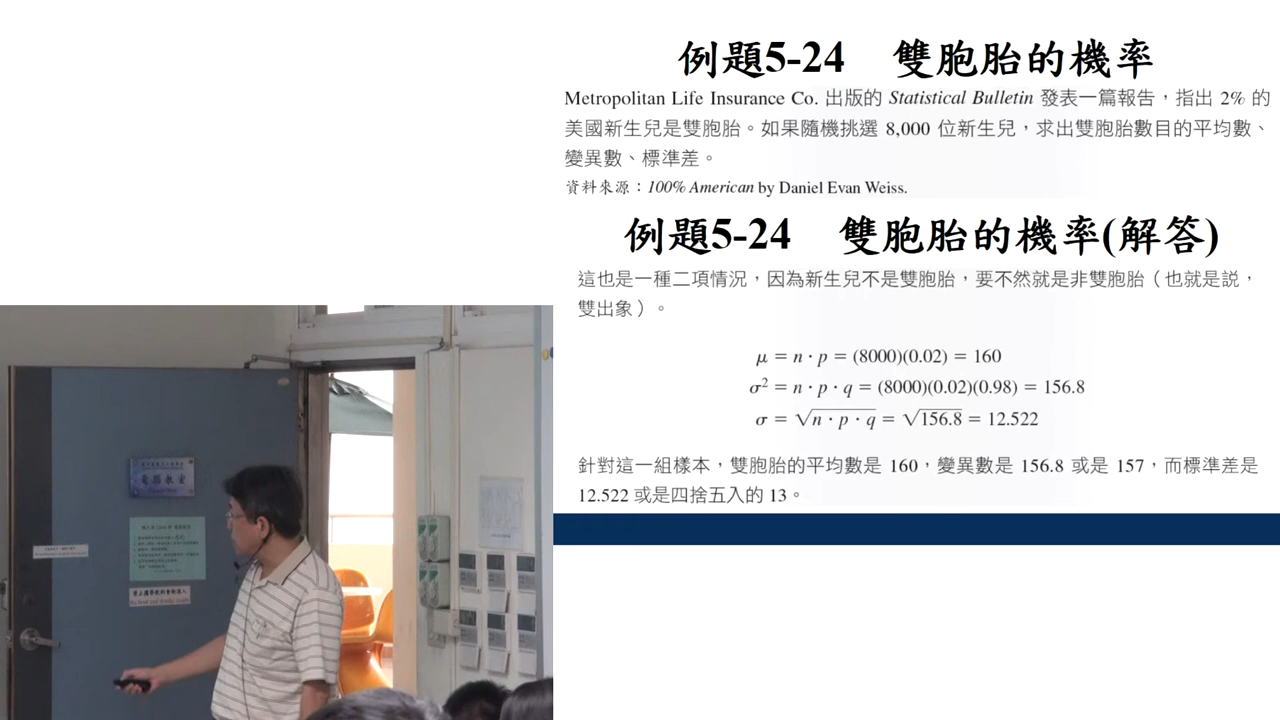 例題5-24 雙胞胎的機率
Metropolitan Life Insurance Co. 出版的 Statistical Bulletin 發表一篇報告，指出 2% 的
美國新生兒是雙胞胎。如果隨機挑選 8,000 位新生兒，求出雙胞胎數目的平均數、
變異數、標準差。
資料來源：100% American by Daniel Evan Weiss.
例題5-24 雙胞胎的機率(解答)
這也是一種二項情況，因為新生兒不是雙胞胎，要不然就是非雙胞胎（也就是說，
雙出象）。
μ = n · p = (8000)(0.02) = 160
σ² = n · p · q = (8000)(0.02)(0.98) = 156.8
σ = √n · p · q = √156.8 = 12.522
針對這一組樣本，雙胞胎的平均數是 160，變異數是 156.8 或是 157，而標準差是
12.522 或是四捨五入的 13。
電腦教室